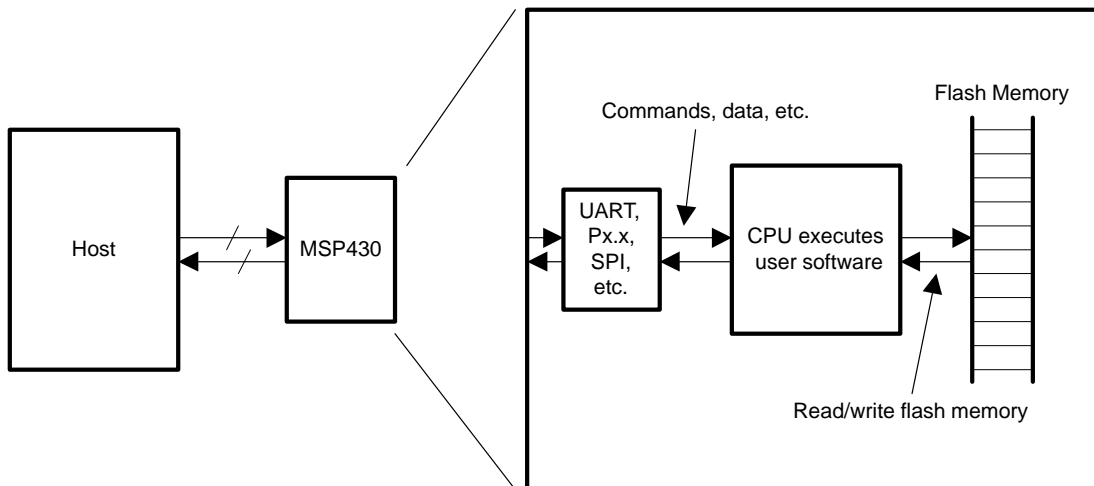 Host
MSP430
Flash Memory
Commands, data, etc.
UART,
Px.x,
SPI,
etc.
CPU executes
user software
Read/write flash memory